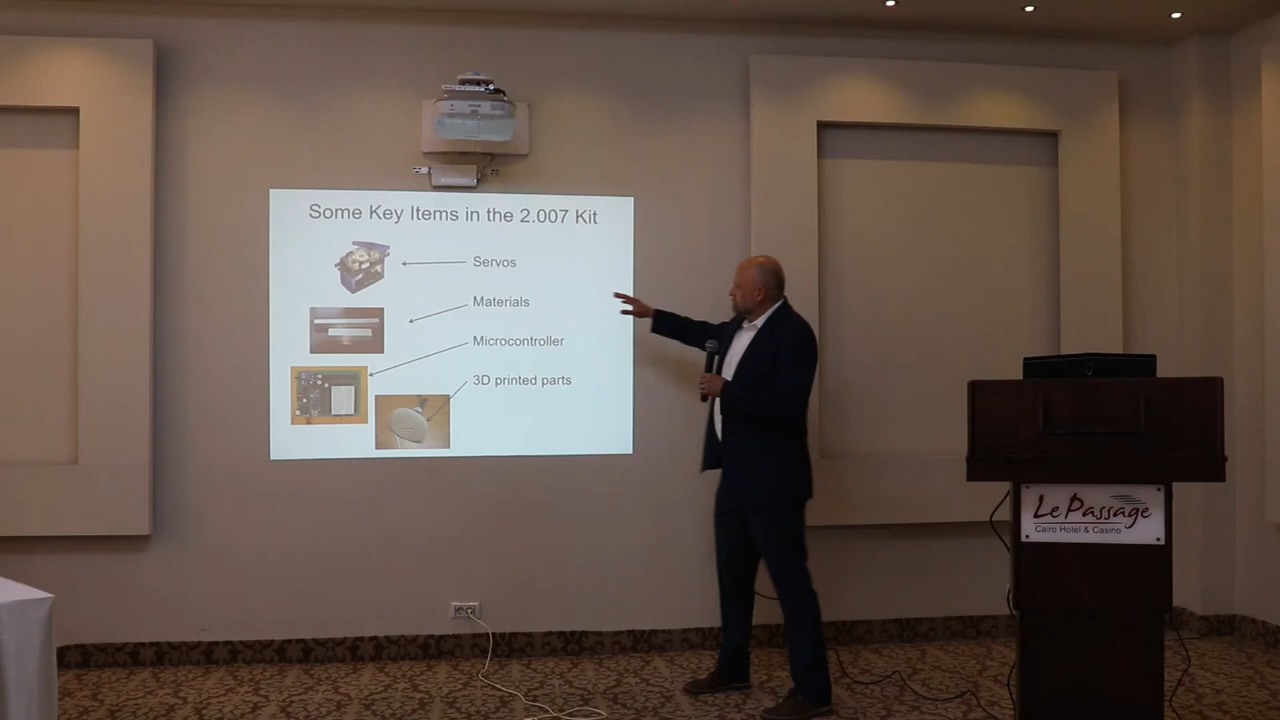 Some Key Items in the 2.007 Kit
Servos
Materials
Microcontroller
3D printed parts
Le Passage
Cairo Hotel & Casino